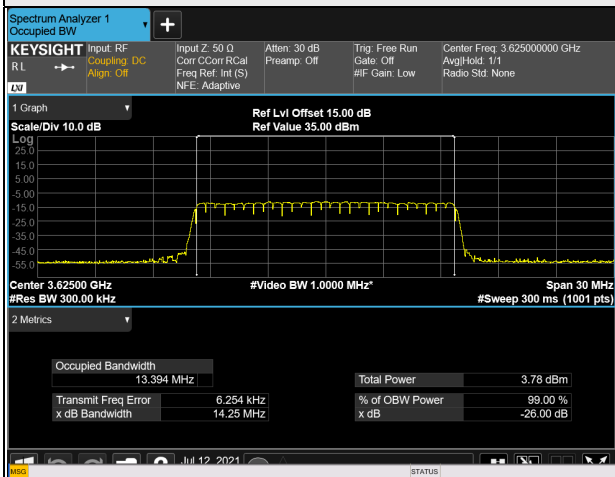 Spectrum Analyzer 1
Occupied BW
KEYSIGHT
R L
LXI
Input: RF
Coupling: DC
Align: Off
Input Z: 50 Ω
Corr CCorr RCal
Freq Ref: Int (S)
NFE: Adaptive
Atten: 30 dB
Preamp: Off
Trig: Free Run
Gate: Off
#IF Gain: Low
Center Freq: 3.625000000 GHz
Avg|Hold: 1/1
Radio Std: None
1 Graph
Scale/Div 10.0 dB
Ref Lvl Offset 15.00 dB
Ref Value 35.00 dBm
Log
25.0
15.0
5.00
-5.00
-15.0
-25.0
-35.0
-45.0
-55.0
Center 3.62500 GHz
#Res BW 300.00 kHz
#Video BW 1.0000 MHz*
Span 30 MHz
#Sweep 300 ms (1001 pts)
2 Metrics
Occupied Bandwidth
13.394 MHz
Transmit Freq Error 6.254 kHz
x dB Bandwidth 14.25 MHz
Total Power 3.78 dBm
% of OBW Power 99.00 %
x dB -26.00 dB
Jul 12, 2021
MSG
STATUS